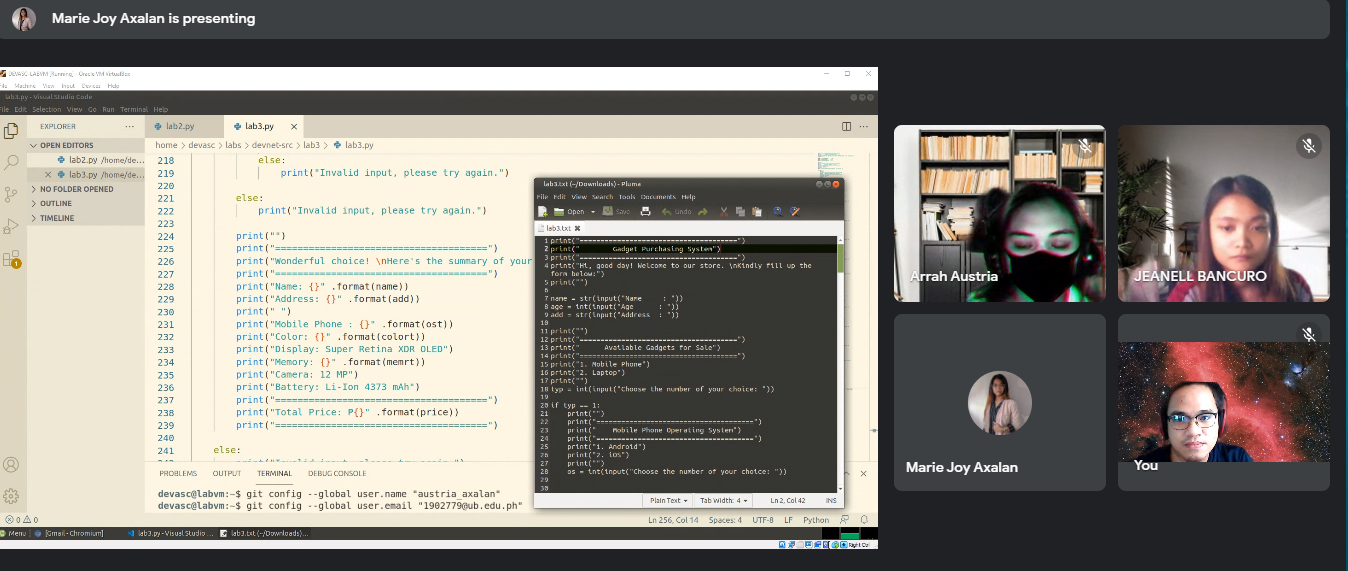 Marie Joy Axalan is presenting
DEVASC-LABVM [Running] - Oracle VM VirtualBox
File Machine View Input Devices Help
lab3.py - Visual Studio Code
File Edit Selection View Go Run Terminal Help
EXPLORER
OPEN EDITORS
lab2.py /home/de...
lab3.py /home/de...
NO FOLDER OPENED
OUTLINE
TIMELINE
1
lab2.py
lab3.py
home > devasc > labs > devnet-src > lab3 > lab3.py
218 else:
219 print("Invalid input, please try again.")
220
221 else:
222 print("Invalid input, please try again.")
223
224 print("")
225 print("=====================================")
226 print("Wonderful choice! \nHere's the summary of your
227 print("=====================================")
228 print("Name: {}" .format(name))
229 print("Address: {}" .format(add))
230 print(" ")
231 print("Mobile Phone : {}" .format(ost))
232 print("Color: {}" .format(colort))
233 print("Display: Super Retina XDR OLED")
234 print("Memory: {}" .format(memrt))
235 print("Camera: 12 MP")
236 print("Battery: Li-Ion 4373 mAh")
237 print("=====================================")
238 print("Total Price: P{}" .format(price))
239 print("=====================================")
240
241 else:
PROBLEMS OUTPUT TERMINAL DEBUG CONSOLE
devasc@labvm:~$ git config --global user.name "austria_axalan"
devasc@labvm:~$ git config --global user.email "1902779@ub.edu.ph"
0 0
Ln 256, Col 14 Spaces: 4 UTF-8 LF Python
Menu [Gmail - Chromium] lab3.py - Visual Studio ... lab3.txt (~/Downloads)...
Right Ctrl
lab3.txt (~/Downloads) - Pluma
File Edit View Search Tools Documents Help
Open Save Undo
lab3.txt
1 print("======================================")
2 print(" Gadget Purchasing System")
3 print("======================================")
4 print("Hi, good day! Welcome to our store. \nKindly fill up the
form below:")
5 print("")
6
7 name = str(input("Name : "))
8 age = int(input("Age : "))
9 add = str(input("Address : "))
10
11 print("")
12 print("======================================")
13 print(" Available Gadgets for Sale")
14 print("======================================")
15 print("1. Mobile Phone")
16 print("2. Laptop")
17 print("")
18 typ = int(input("Choose the number of your choice: "))
19
20 if typ == 1:
21 print("")
22 print("======================================")
23 print(" Mobile Phone Operating System")
24 print("======================================")
25 print("1. Android")
26 print("2. iOS")
27 print("")
28 os = int(input("Choose the number of your choice: "))
29
30
Plain Text Tab Width: 4 Ln 2, Col 42 INS
Arrah Austria
JEANELL BANCURO
Marie Joy Axalan
You